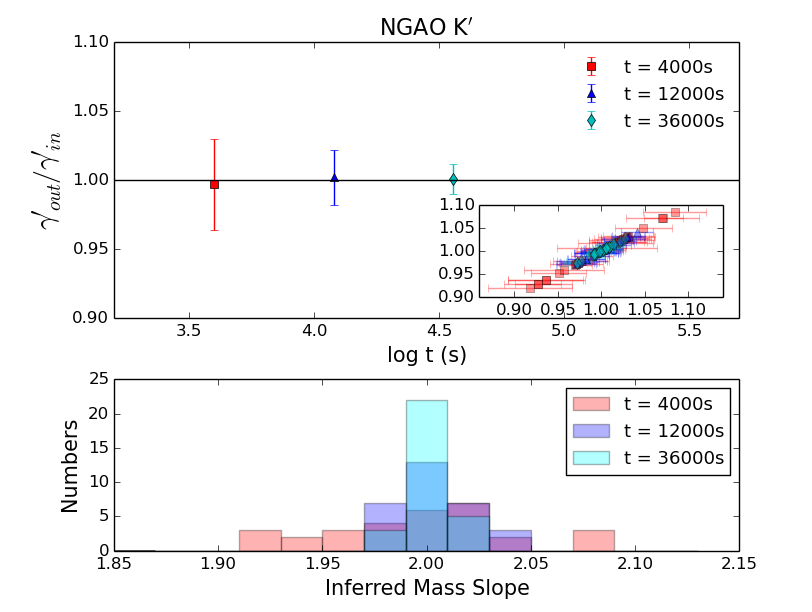 NGAO K′
1.10
1.05
1.00
0.95
0.90
γ′out/γ′in
t = 4000s
t = 12000s
t = 36000s
1.10
1.05
1.00
0.95
0.90
0.90 0.95 1.00 1.05 1.10
3.5 4.0 4.5 5.0 5.5
log t (s)
25
20
15
10
5
0
Numbers
t = 4000s
t = 12000s
t = 36000s
1.85 1.90 1.95 2.00 2.05 2.10 2.15
Inferred Mass Slope